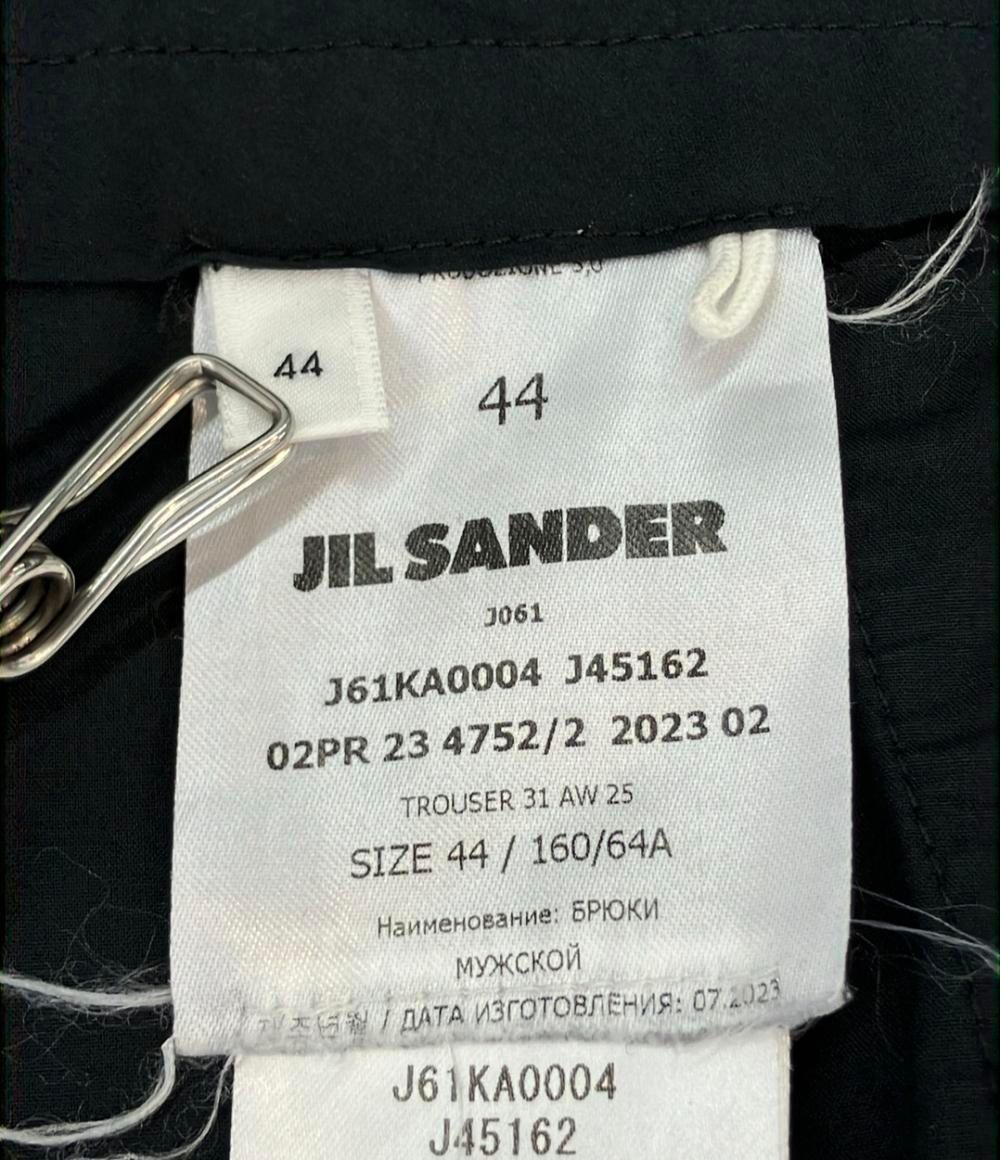 PRODUZIONE S,U
44
44
JIL SANDER
J061
J61KA0004 J45162
02PR 23 4752/2 2023 02
TROUSER 31 AW 25
SIZE 44 / 160/64A
Наименование: БРЮКИ
МУЖСКОЙ
/ ДАТА ИЗГОТОВЛЕНИЯ: 07.2023
J61KA0004
J45162